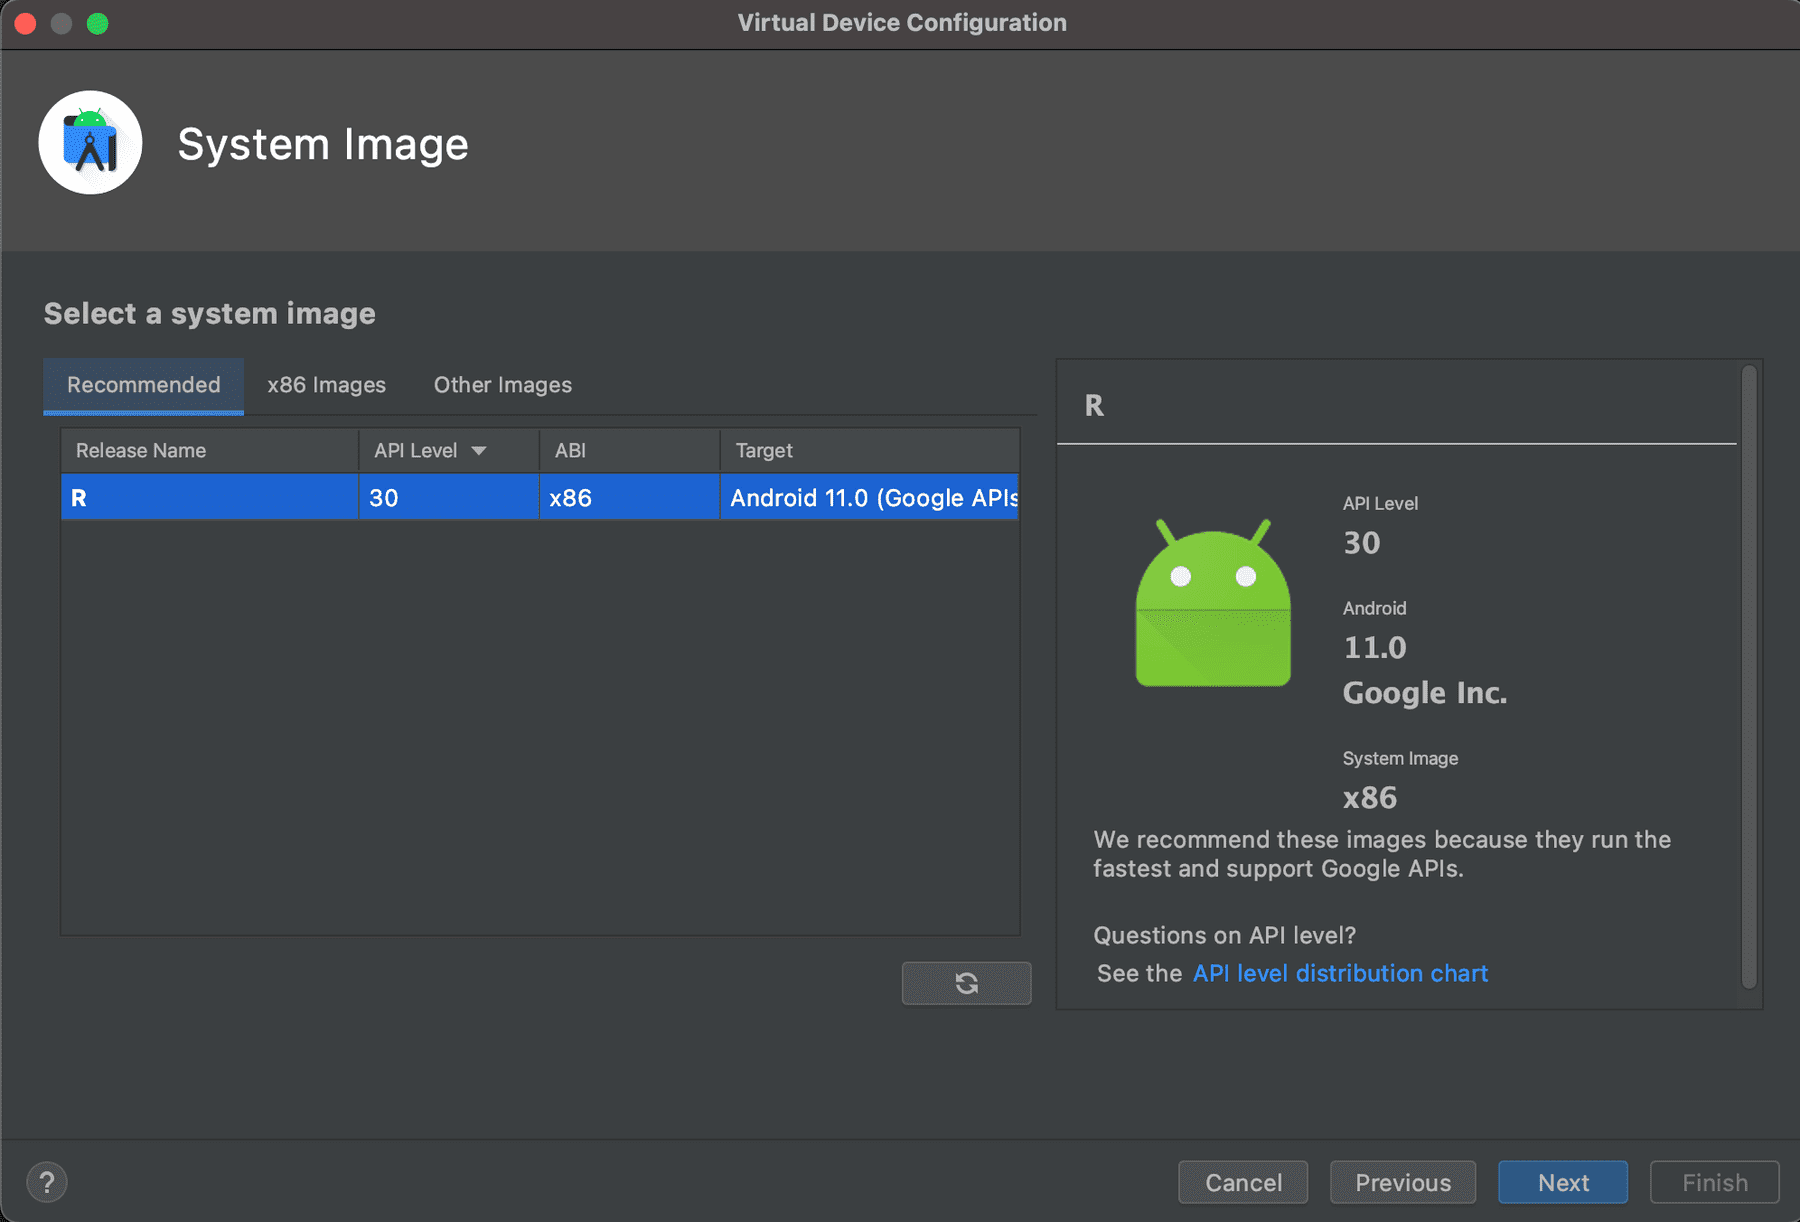 Virtual Device Configuration
System Image
Select a system image
Recommended x86 Images Other Images
Release Name API Level ABI Target
R 30 x86 Android 11.0 (Google APIs
R
API Level
30
Android
11.0
Google Inc.
System Image
x86
We recommend these images because they run the
fastest and support Google APIs.
Questions on API level?
See the API level distribution chart
? Cancel Previous Next Finish